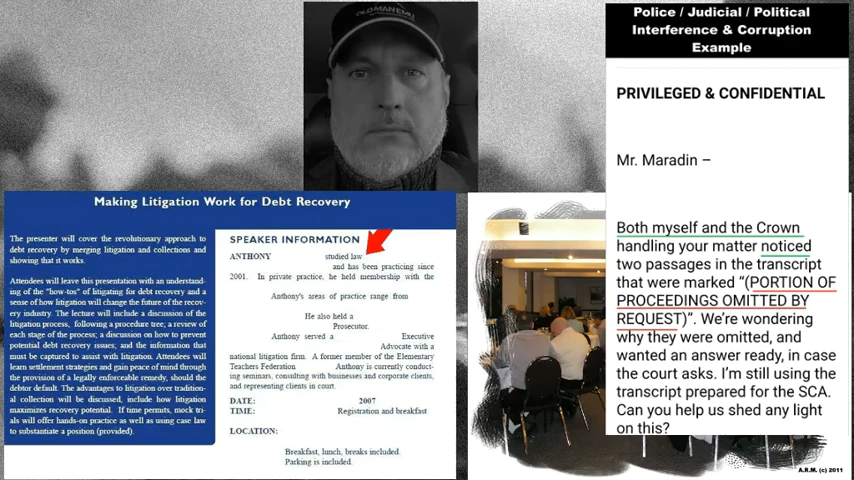 OLDMANEMU
Making Litigation Work for Debt Recovery
The presenter will cover the revolutionary approach to
debt recovery by merging litigation and collections and
showing that it works.
Attendees will leave this presentation with an understand-
ing of the "how-tos" of litigating for debt recovery and a
sense of how litigation will change the future of the recov-
ery industry. The lecture will include a discussion of the
litigation process, following a procedure tree; a review of
each stage of the process; a discussion on how to prevent
potential debt recovery issues; and the information that
must be captured to assist with litigation. Attendees will
learn settlement strategies and gain peace of mind through
the provision of a legally enforceable remedy, should the
debtor default. The advantages to litigation over tradition-
al collection will be discussed, include how litigation
maximizes recovery potential. If time permits, mock tri-
als will offer hands-on practice as well as using case law
to substantiate a position (provided).
SPEAKER INFORMATION
ANTHONY studied law
and has been practicing since
2001. In private practice, he held membership with the
Anthony's areas of practice range from
He also held a
Prosecutor.
Anthony served a Executive
Advocate with a
national litigation firm. A former member of the Elementary
Teachers Federation Anthony is currently conduct-
ing seminars, consulting with businesses and corporate clients,
and representing clients in court.
DATE: 2007
TIME: Registration and breakfast
LOCATION:
Breakfast, lunch, breaks included.
Parking is included.
Police / Judicial / Political
Interference & Corruption
Example
PRIVILEGED & CONFIDENTIAL
Mr. Maradin –
Both myself and the Crown
handling your matter noticed
two passages in the transcript
that were marked "(PORTION OF
PROCEEDINGS OMITTED BY
REQUEST)". We're wondering
why they were omitted, and
wanted an answer ready, in case
the court asks. I'm still using the
transcript prepared for the SCA.
Can you help us shed any light
on this?
A.R.M. (c) 2011